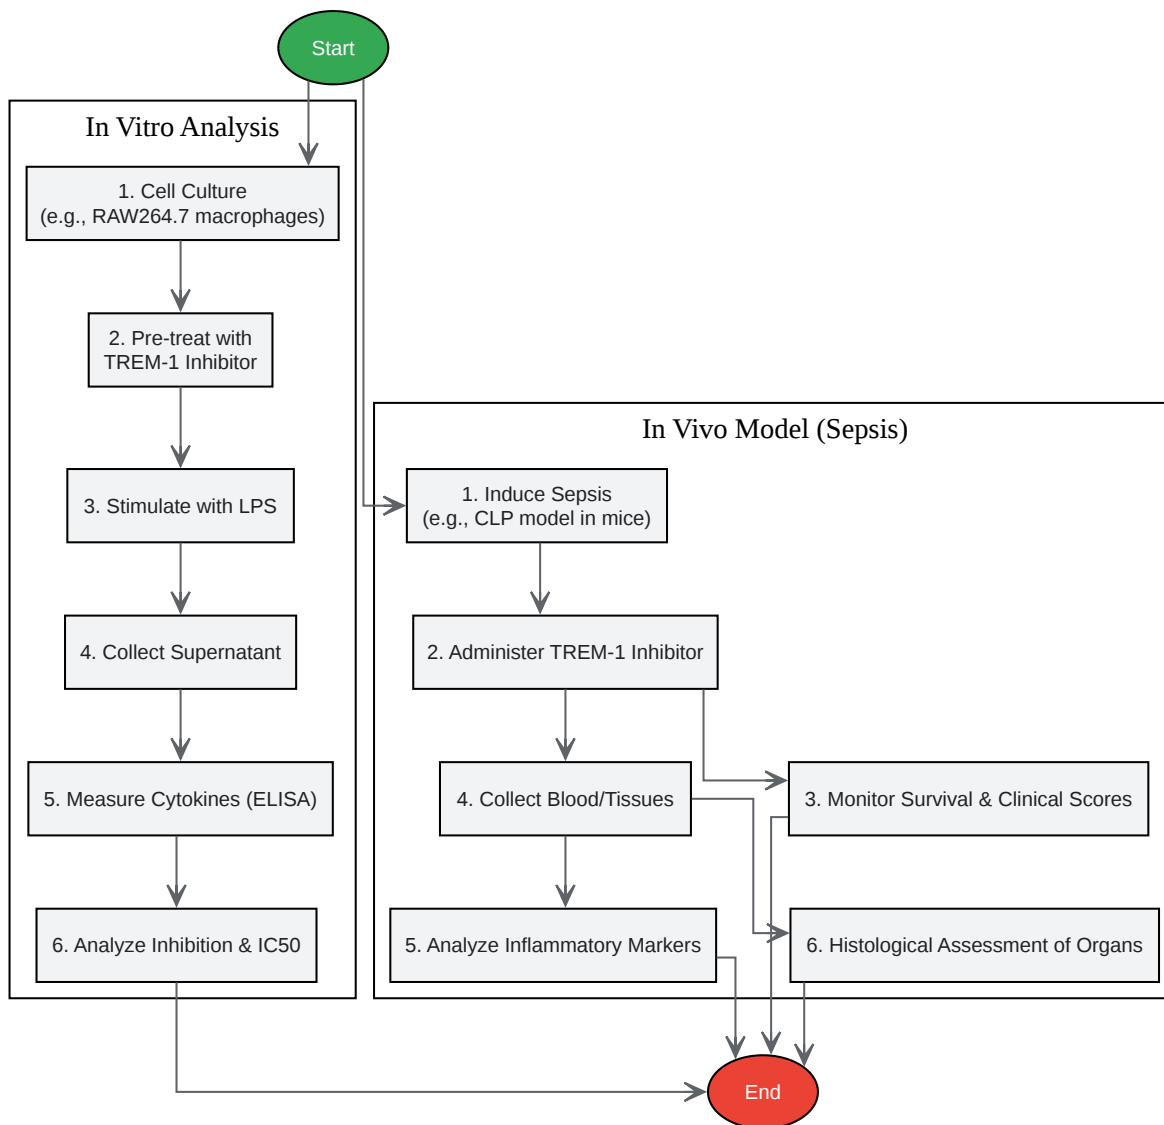 Start
In Vitro Analysis
1. Cell Culture
(e.g., RAW264.7 macrophages)
2. Pre-treat with
TREM-1 Inhibitor
3. Stimulate with LPS
4. Collect Supernatant
5. Measure Cytokines (ELISA)
6. Analyze Inhibition & IC50
In Vivo Model (Sepsis)
1. Induce Sepsis
(e.g., CLP model in mice)
2. Administer TREM-1 Inhibitor
4. Collect Blood/Tissues
3. Monitor Survival & Clinical Scores
5. Analyze Inflammatory Markers
6. Histological Assessment of Organs
End